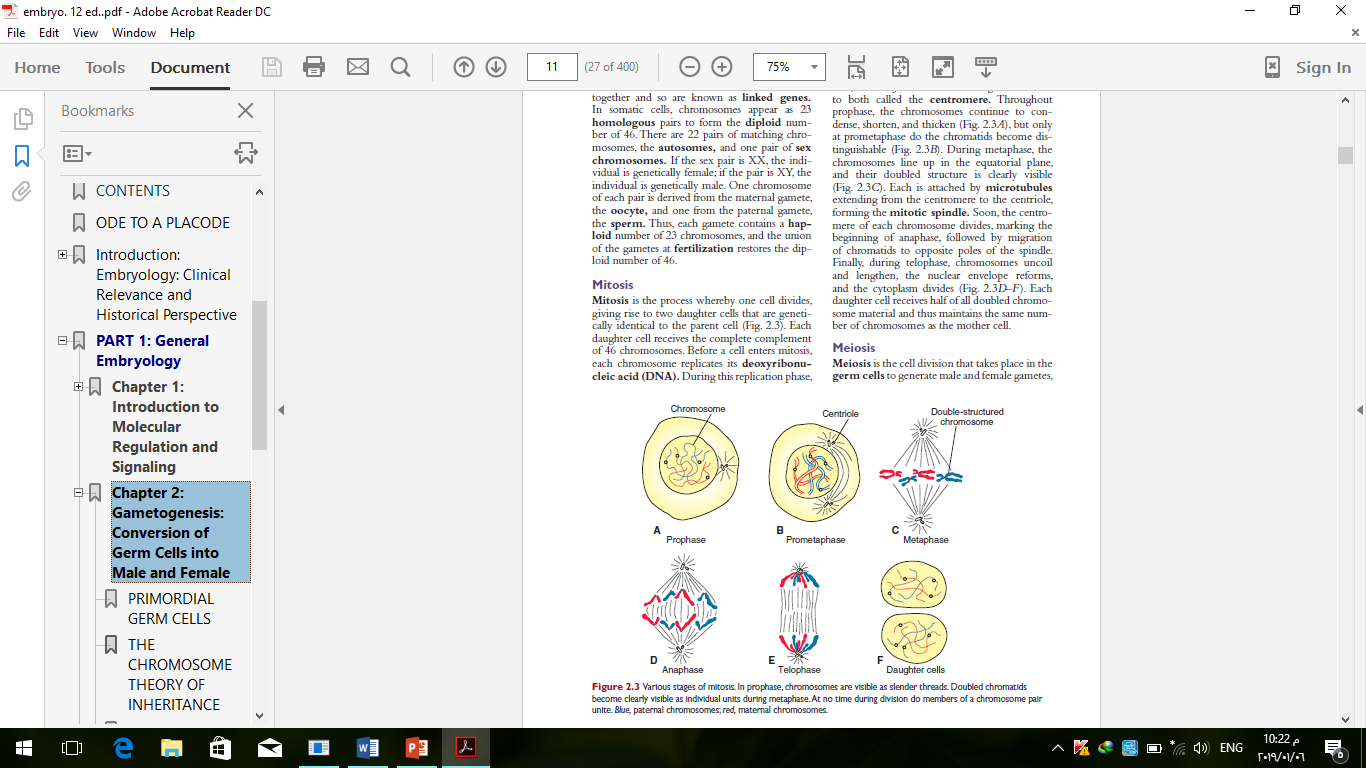 embryo. 12 ed..pdf - Adobe Acrobat Reader DC
File Edit View Window Help
Home Tools Document
11 (27 of 400)
75%
Sign In
Bookmarks
CONTENTS
ODE TO A PLACODE
Introduction:
Embryology: Clinical
Relevance and
Historical Perspective
PART 1: General
Embryology
Chapter 1:
Introduction to
Molecular
Regulation and
Signaling
Chapter 2:
Gametogenesis:
Conversion of
Germ Cells into
Male and Female
PRIMORDIAL
GERM CELLS
THE
CHROMOSOME
THEORY OF
INHERITANCE
together and so are known as linked genes.
In somatic cells, chromosomes appear as 23
homologous pairs to form the diploid num-
ber of 46. There are 22 pairs of matching chro-
mosomes, the autosomes, and one pair of sex
chromosomes. If the sex pair is XX, the indi-
vidual is genetically female; if the pair is XY, the
individual is genetically male. One chromosome
of each pair is derived from the maternal gamete,
the oocyte, and one from the paternal gamete,
the sperm. Thus, each gamete contains a hap-
loid number of 23 chromosomes, and the union
of the gametes at fertilization restores the dip-
loid number of 46.
Mitosis
Mitosis is the process whereby one cell divides,
giving rise to two daughter cells that are geneti-
cally identical to the parent cell (Fig. 2.3). Each
daughter cell receives the complete complement
of 46 chromosomes. Before a cell enters mitosis,
each chromosome replicates its deoxyribonu-
cleic acid (DNA). During this replication phase,
to both called the centromere. Throughout
prophase, the chromosomes continue to con-
dense, shorten, and thicken (Fig. 2.3A), but only
at prometaphase do the chromatids become dis-
tinguishable (Fig. 2.3B). During metaphase, the
chromosomes line up in the equatorial plane,
and their doubled structure is clearly visible
(Fig. 2.3C). Each is attached by microtubules
extending from the centromere to the centriole,
forming the mitotic spindle. Soon, the centro-
mere of each chromosome divides, marking the
beginning of anaphase, followed by migration
of chromatids to opposite poles of the spindle.
Finally, during telophase, chromosomes uncoil
and lengthen, the nuclear envelope reforms,
and the cytoplasm divides (Fig. 2.3D–F). Each
daughter cell receives half of all doubled chromo-
some material and thus maintains the same num-
ber of chromosomes as the mother cell.
Meiosis
Meiosis is the cell division that takes place in the
germ cells to generate male and female gametes,
Chromosome
Centriole
Double-structured
chromosome
A
Prophase
B
Prometaphase
C
Metaphase
D
Anaphase
E
Telophase
F
Daughter cells
Figure 2.3 Various stages of mitosis. In prophase, chromosomes are visible as slender threads. Doubled chromatids
become clearly visible as individual units during metaphase. At no time during division do members of a chromosome pair
unite. Blue, paternal chromosomes; red, maternal chromosomes.
ENG
10:22 م
٢٠١٩/٠١/٠٦